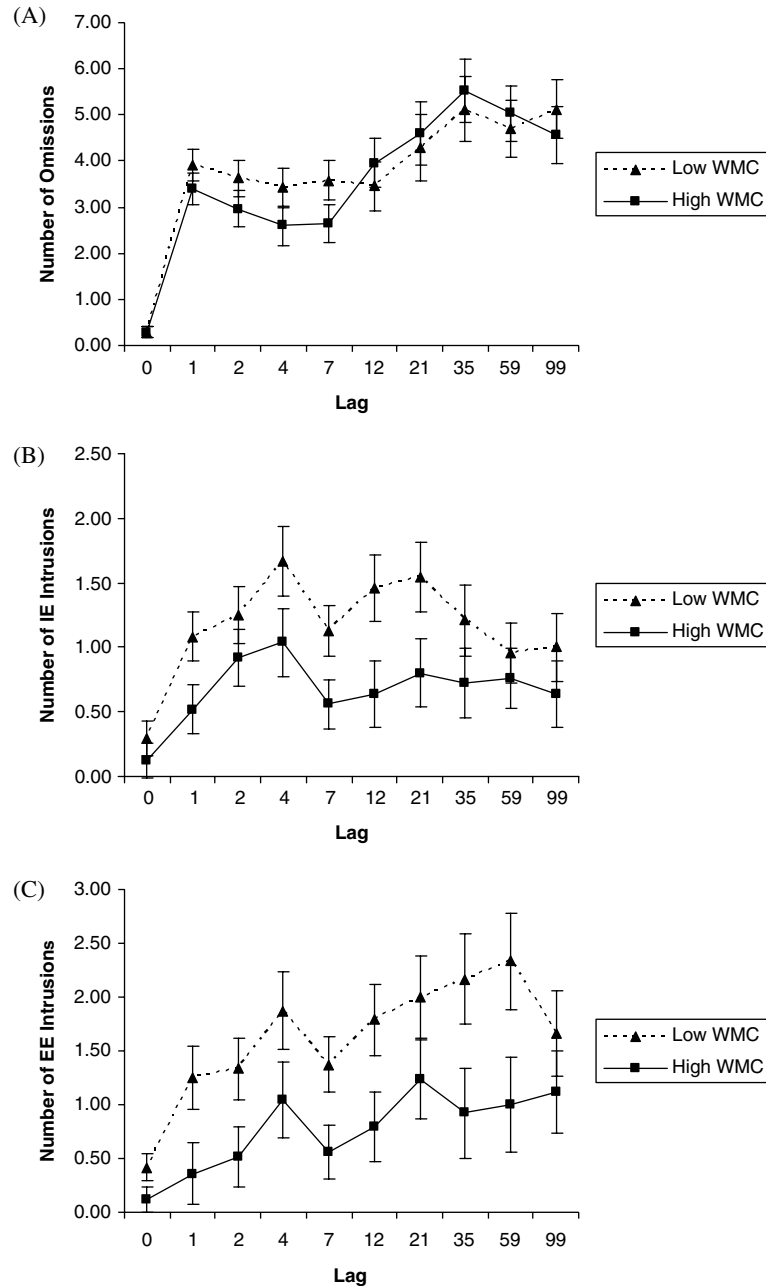 (A)
Number of Omissions
7.00
6.00
5.00
4.00
3.00
2.00
1.00
0.00
0 1 2 4 7 12 21 35 59 99
Lag
Low WMC
High WMC
(B)
Number of IE Intrusions
2.50
2.00
1.50
1.00
0.50
0.00
0 1 2 4 7 12 21 35 59 99
Lag
Low WMC
High WMC
(C)
Number of EE Intrusions
3.00
2.50
2.00
1.50
1.00
0.50
0.00
0 1 2 4 7 12 21 35 59 99
Lag
Low WMC
High WMC